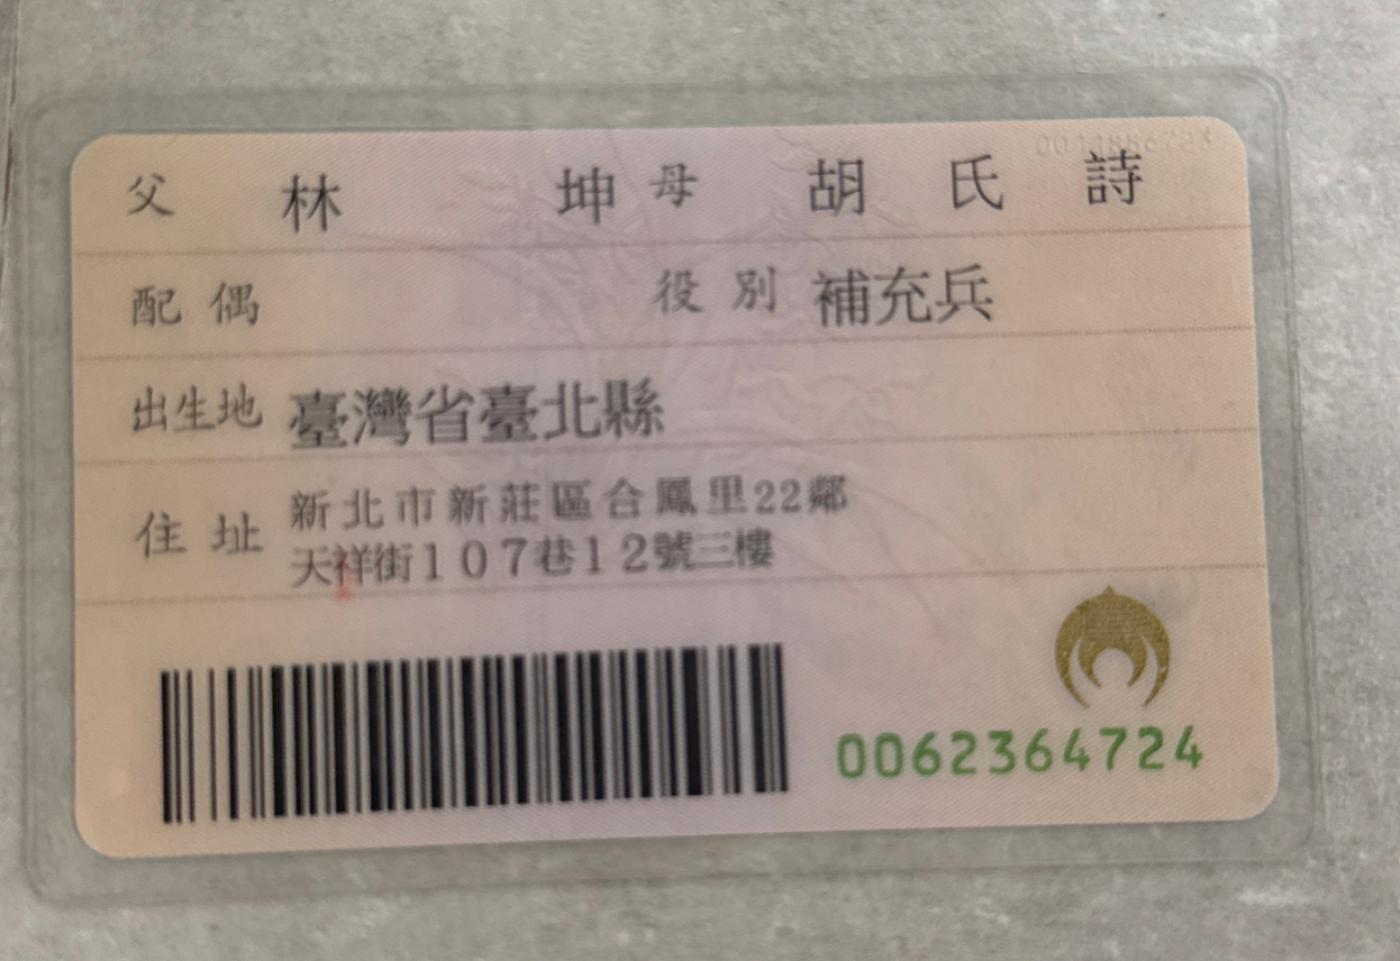 父 林 坤 母 胡 氏 詩
配偶 役別 補充兵
出生地 臺灣省臺北縣
住址 新北市新莊區合鳳里22鄰
天祥街107巷12號三樓
0062364724